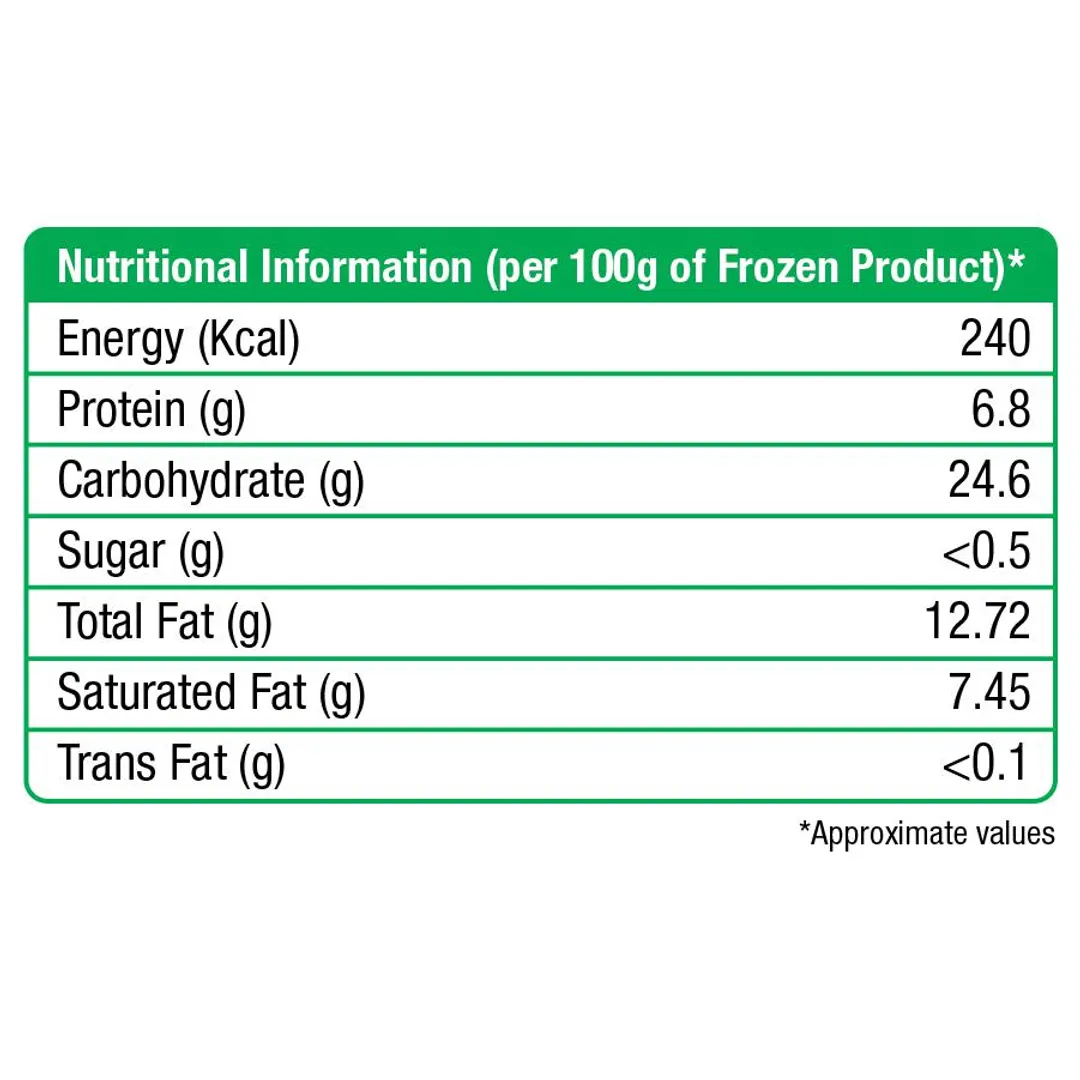 Nutritional Information (per 100g of Frozen Product)*
Energy (Kcal) 240
Protein (g) 6.8
Carbohydrate (g) 24.6
Sugar (g) <0.5
Total Fat (g) 12.72
Saturated Fat (g) 7.45
Trans Fat (g) <0.1
*Approximate values